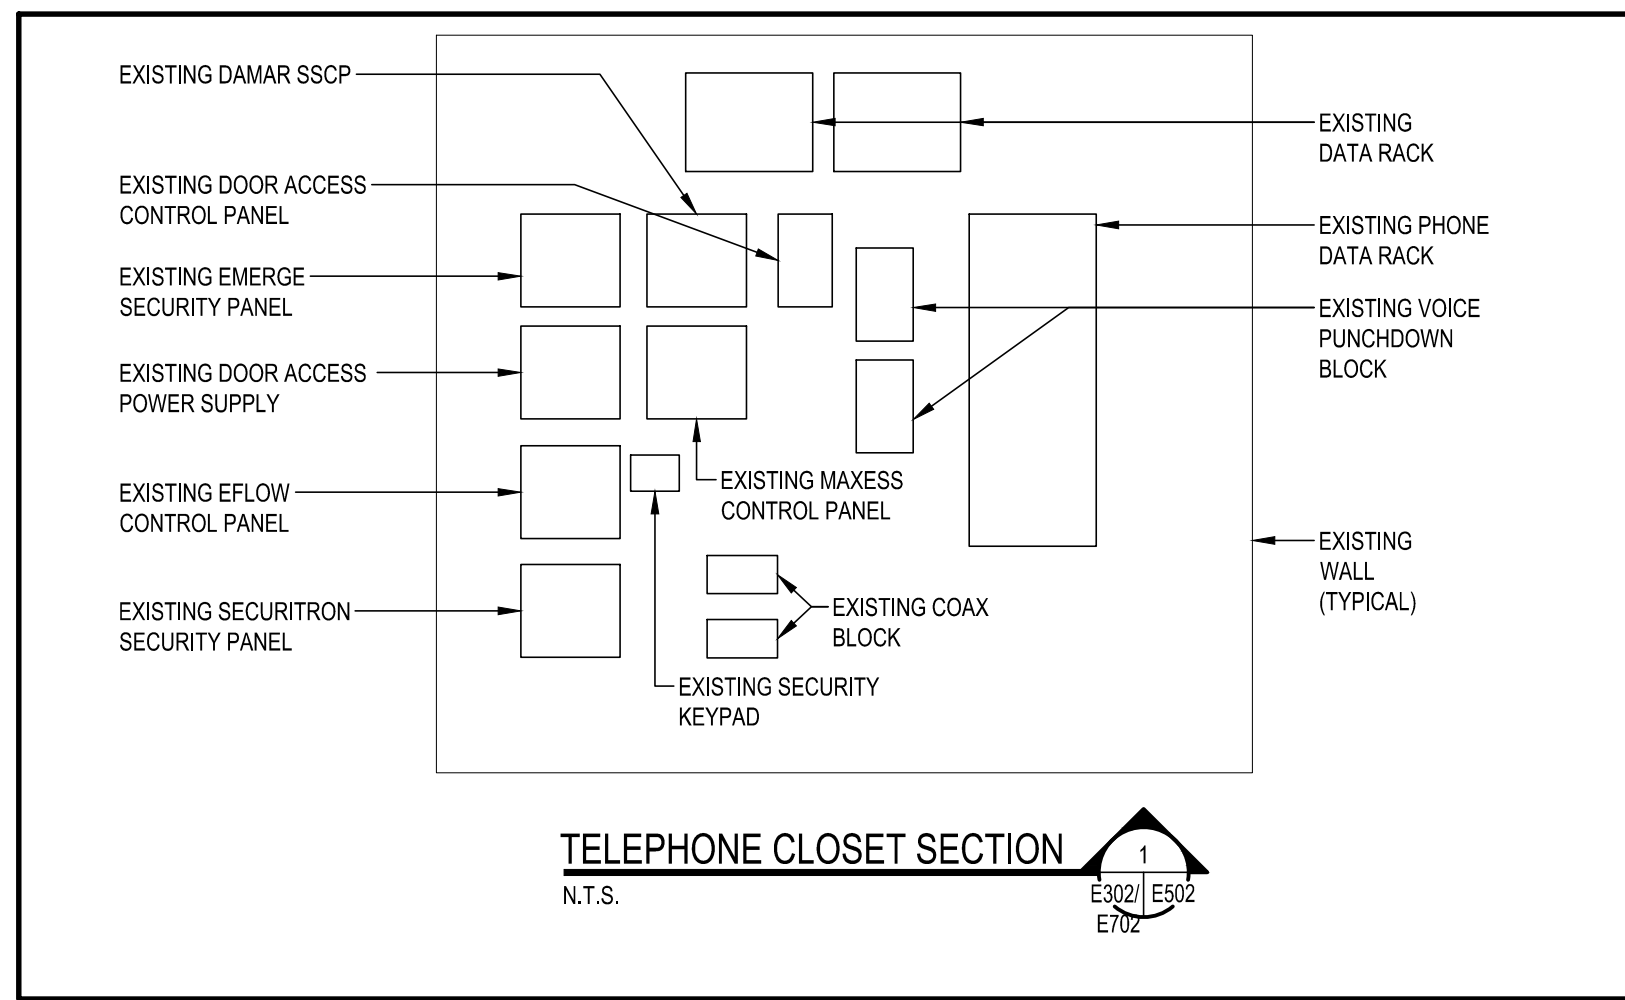 EXISTING DAMAR SSCP
EXISTING DOOR ACCESS
CONTROL PANEL
EXISTING EMERGE
SECURITY PANEL
EXISTING DOOR ACCESS
POWER SUPPLY
EXISTING EFLOW
CONTROL PANEL
EXISTING SECURITRON
SECURITY PANEL
EXISTING MAXESS
CONTROL PANEL
EXISTING COAX
BLOCK
EXISTING SECURITY
KEYPAD
EXISTING
DATA RACK
EXISTING PHONE
DATA RACK
EXISTING VOICE
PUNCHDOWN
BLOCK
EXISTING
WALL
(TYPICAL)
TELEPHONE CLOSET SECTION
N.T.S.
1
E302/ E502
E702